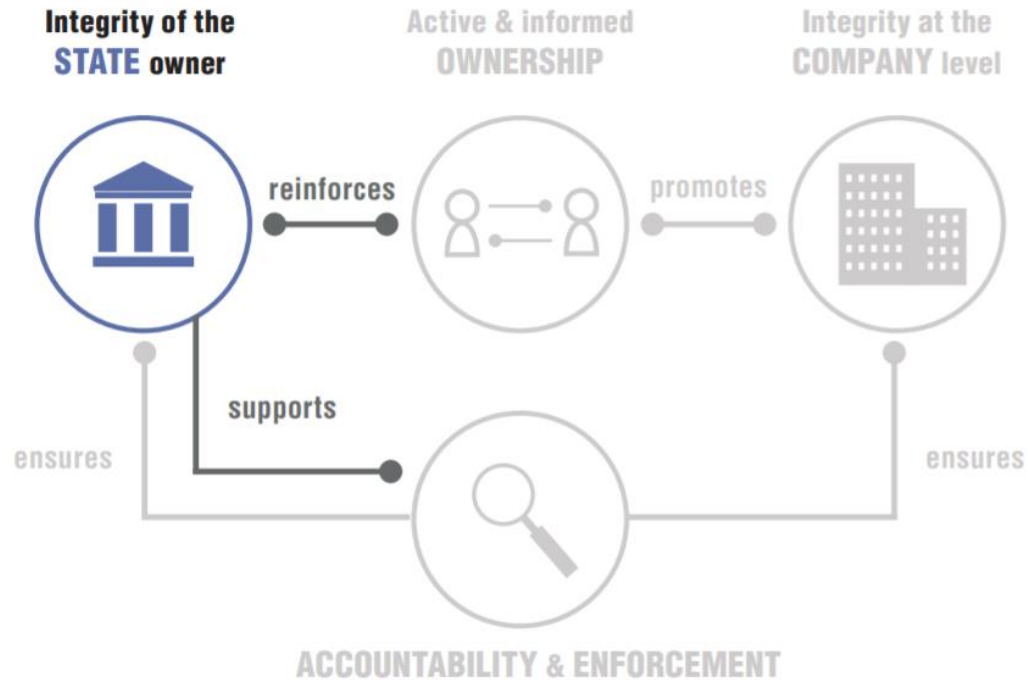 Integrity of the
STATE owner
Active & informed
OWNERSHIP
Integrity at the
COMPANY level
reinforces
promotes
supports
ensures
ensures
ACCOUNTABILITY & ENFORCEMENT